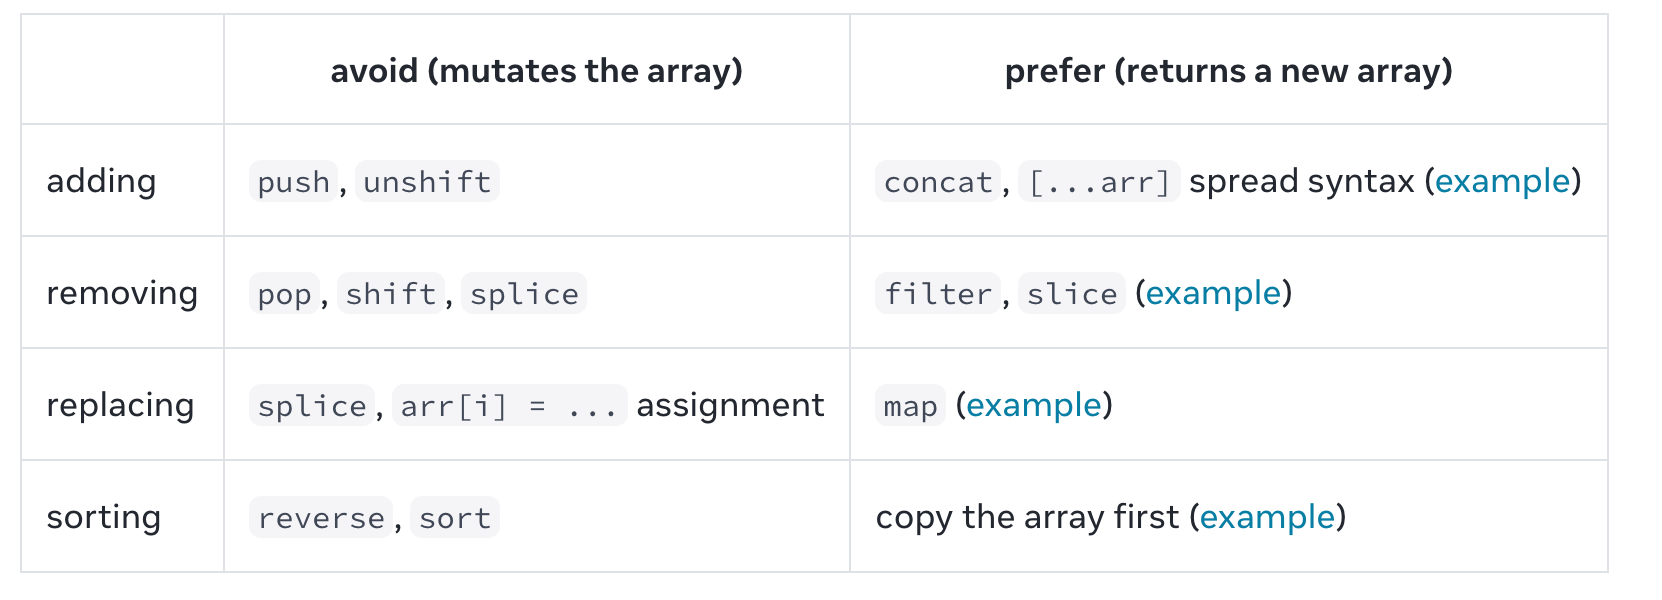 avoid (mutates the array) prefer (returns a new array)
adding push, unshift concat, [...arr] spread syntax (example)
removing pop, shift, splice filter, slice (example)
replacing splice, arr[i] = ... assignment map (example)
sorting reverse, sort copy the array first (example)